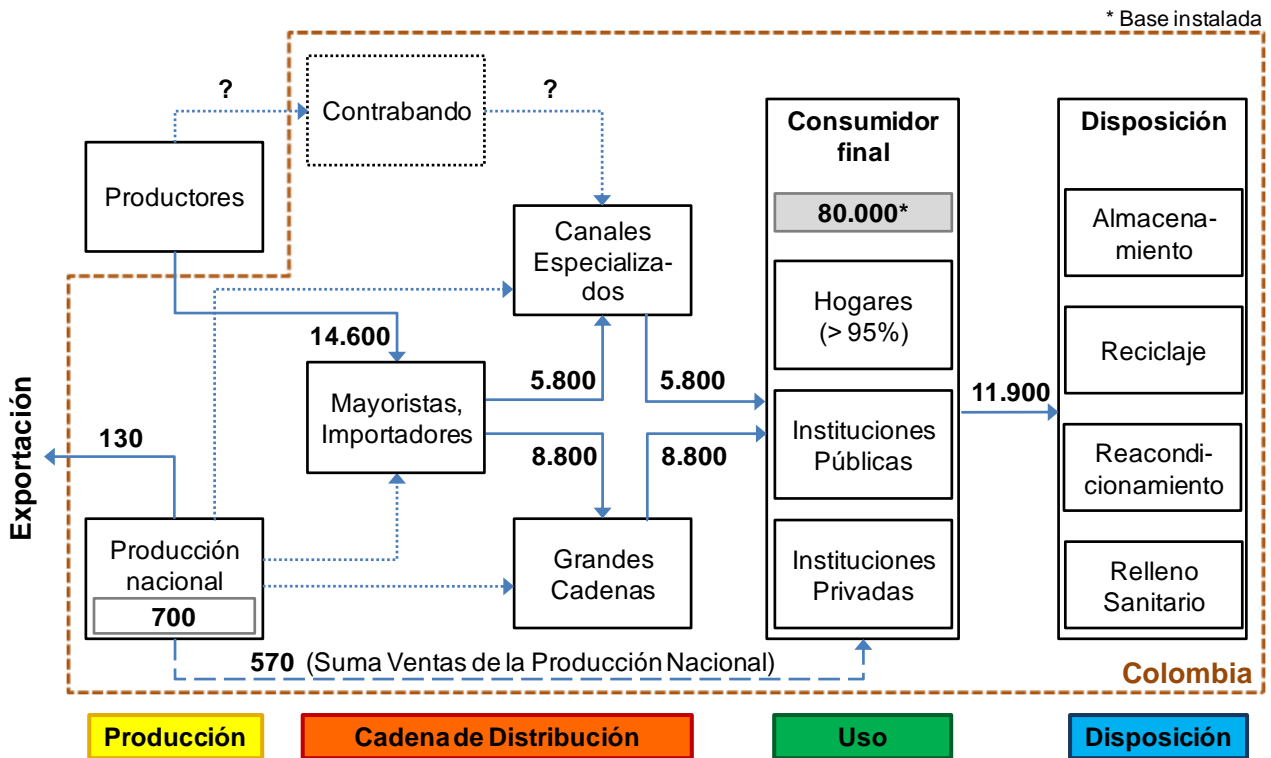 * Base instalada
?
Contrabando
?
Productores
Canales
Especializa-
dos
14.600
Mayoristas,
Importadores
5.800
8.800
5.800
8.800
Exportación
130
Producción
nacional
700
Grandes
Cadenas
570 (Suma Ventas de la Producción Nacional)
Consumidor
final
80.000*
Hogares
(> 95%)
Instituciones
Públicas
Instituciones
Privadas
11.900
Disposición
Almacena-
miento
Reciclaje
Reacondi-
cionamiento
Relleno
Sanitario
Colombia
Producción
Cadena de Distribución
Uso
Disposición